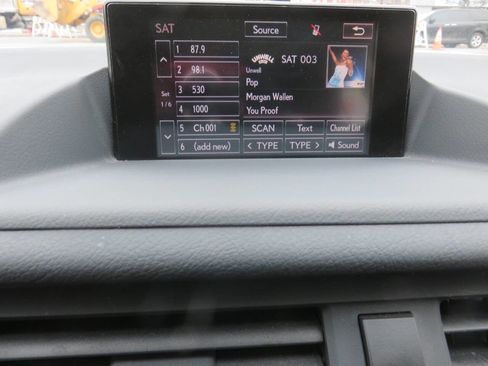 SAT Source
1 87.9
2 98.1
Set 3 530
1 / 6 4 1000
5 Ch 001
6 (add new)
UNWELL SAT 003
Unwell
Pop
Morgan Wallen
You Proof
SCAN Text Channel List
< TYPE TYPE > Sound